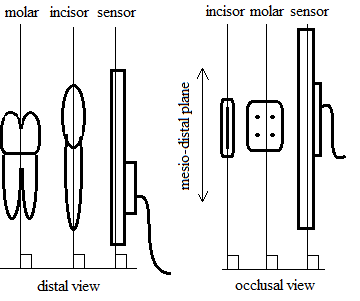 molar incisor sensor
incisor molar sensor
mesio-distal plane
distal view
occlusal view